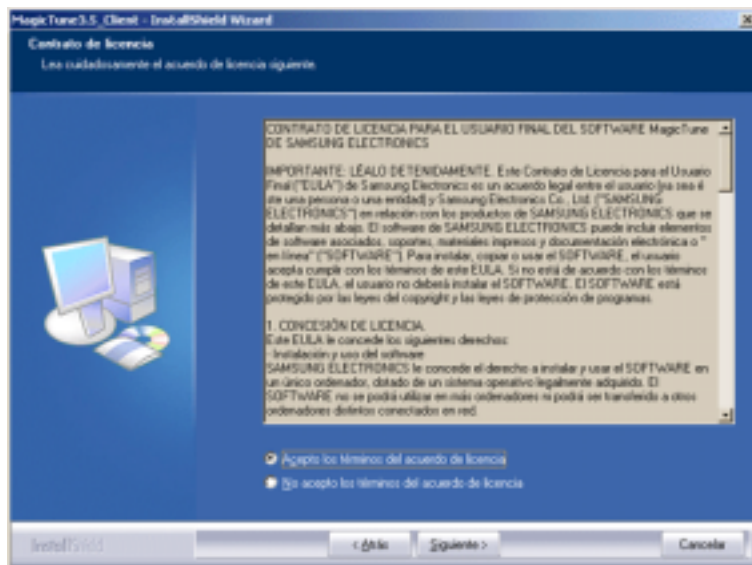 MagicTune3.5_Client - InstallShield Wizard
Contrato de licencia
Lea cuidadosamente el acuerdo de licencia siguiente.
CONTRATO DE LICENCIA PARA EL USUARIO FINAL DEL SOFTWARE MagicTune
DE SAMSUNG ELECTRONICS
IMPORTANTE: LÉALO DETENIDAMENTE. Este Contrato de Licencia para el Usuario
Final ("EULA") de Samsung Electronics es un acuerdo legal entre el usuario (ya sea é
ste una persona o una entidad) y Samsung Electronics Co., Ltd. ("SAMSUNG
ELECTRONICS") en relación con los productos de SAMSUNG ELECTRONICS que se
detallan más abajo. El software de SAMSUNG ELECTRONICS puede incluir elementos
de software asociados, soportes, materiales impresos y documentación electrónica o "
en línea" ("SOFTWARE"). Para instalar, copiar o usar el SOFTWARE, el usuario
acepta cumplir con los términos de este EULA. Si no está de acuerdo con los términos
de este EULA, el usuario no deberá instalar el SOFTWARE. El SOFTWARE está
protegido por las leyes del copyright y las leyes de protección de programas.
1. CONCESIÓN DE LICENCIA.
Este EULA le concede los siguientes derechos:
- Instalación y uso del software
SAMSUNG ELECTRONICS le concede el derecho a instalar y usar el SOFTWARE en
un único ordenador, dotado de un sistema operativo legalmente adquirido. El
SOFTWARE no se podrá utilizar en más ordenadores ni podrá ser transferido a otros
ordenadores distintos conectados en red.
Acepto los términos del acuerdo de licencia
No acepto los términos del acuerdo de licencia
InstallShield
< Atrás
Siguiente >
Cancelar